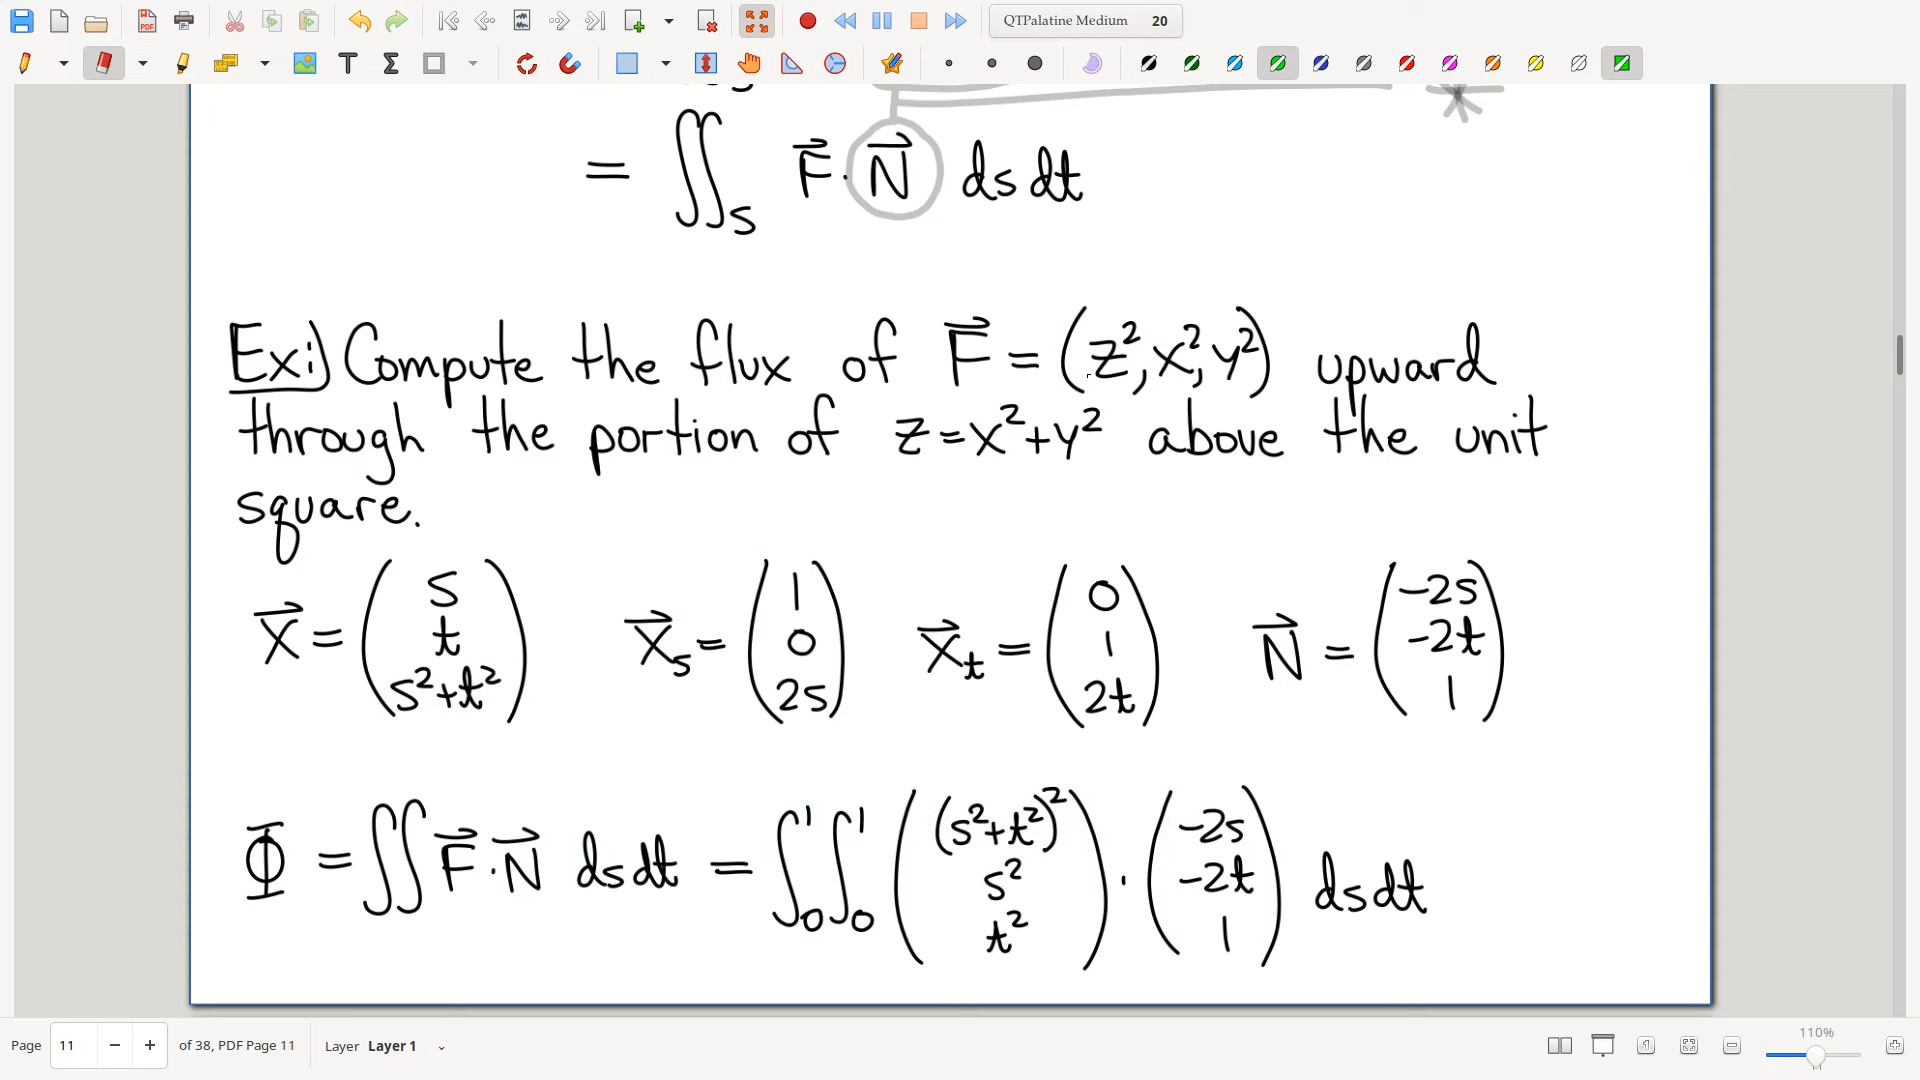 QTPalatine Medium 20
= ∬_S F⃗ · N⃗ ds dt
Ex:) Compute the flux of F⃗ = (z², x², y²) upward
through the portion of z = x² + y² above the unit
square.
X⃗ = (s, t, s²+t²) X⃗_s = (1, 0, 2s) X⃗_t = (0, 1, 2t) N⃗ = (-2s, -2t, 1)
Φ = ∬ F⃗ · N⃗ ds dt = ∫₀¹ ∫₀¹ ((s²+t²)², s², t²) · (-2s, -2t, 1) ds dt
Page 11 − + of 38, PDF Page 11 Layer Layer 1 110%